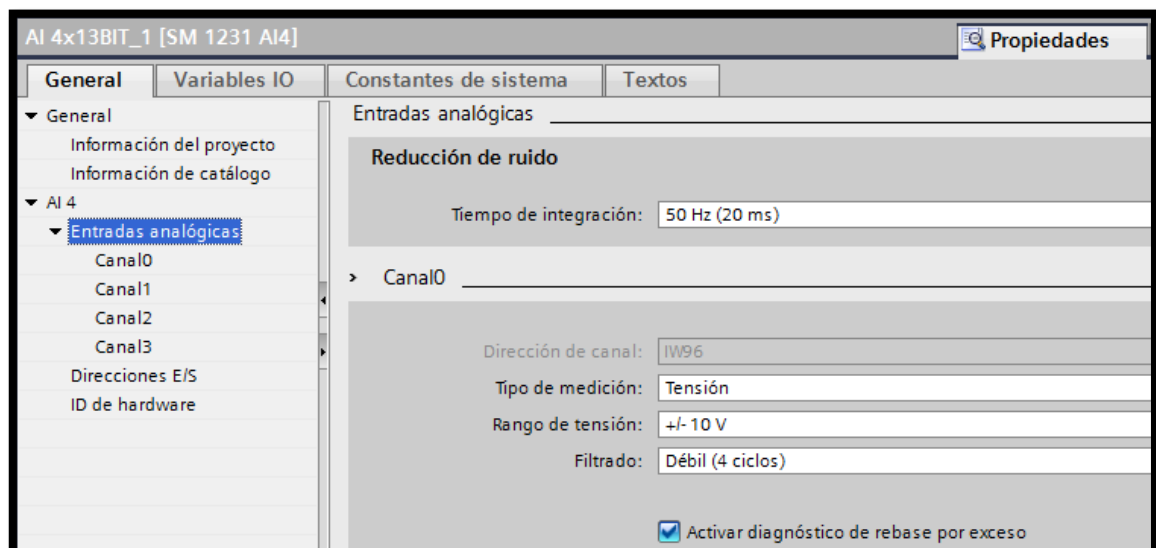 AI 4x13BIT_1 [SM 1231 AI4]
Propiedades
General
Variables IO
Constantes de sistema
Textos
General
Información del proyecto
Información de catálogo
AI 4
Entradas analógicas
Canal0
Canal1
Canal2
Canal3
Direcciones E/S
ID de hardware
Entradas analógicas
Reducción de ruido
Tiempo de integración: 50 Hz (20 ms)
Canal0
Dirección de canal: IW96
Tipo de medición: Tensión
Rango de tensión: +/- 10 V
Filtrado: Débil (4 ciclos)
Activar diagnóstico de rebase por exceso